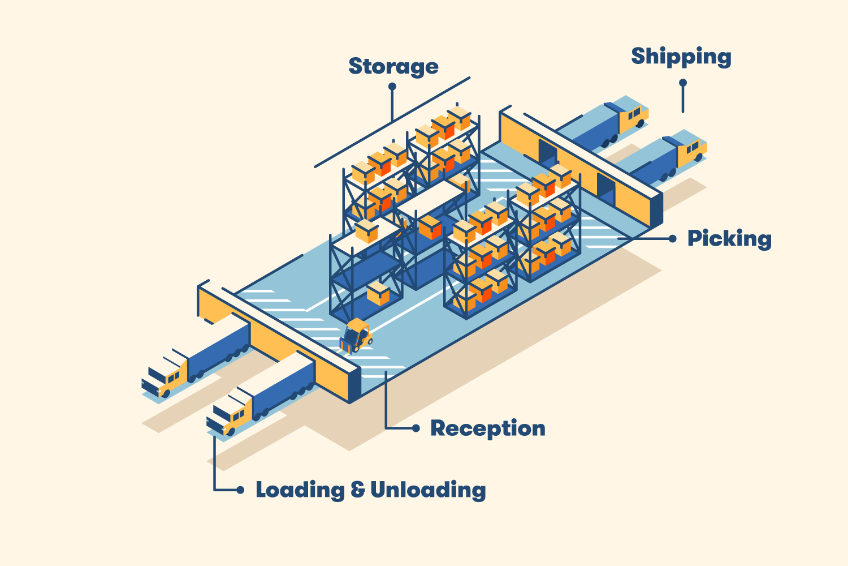 Storage
Shipping
Picking
Reception
Loading & Unloading